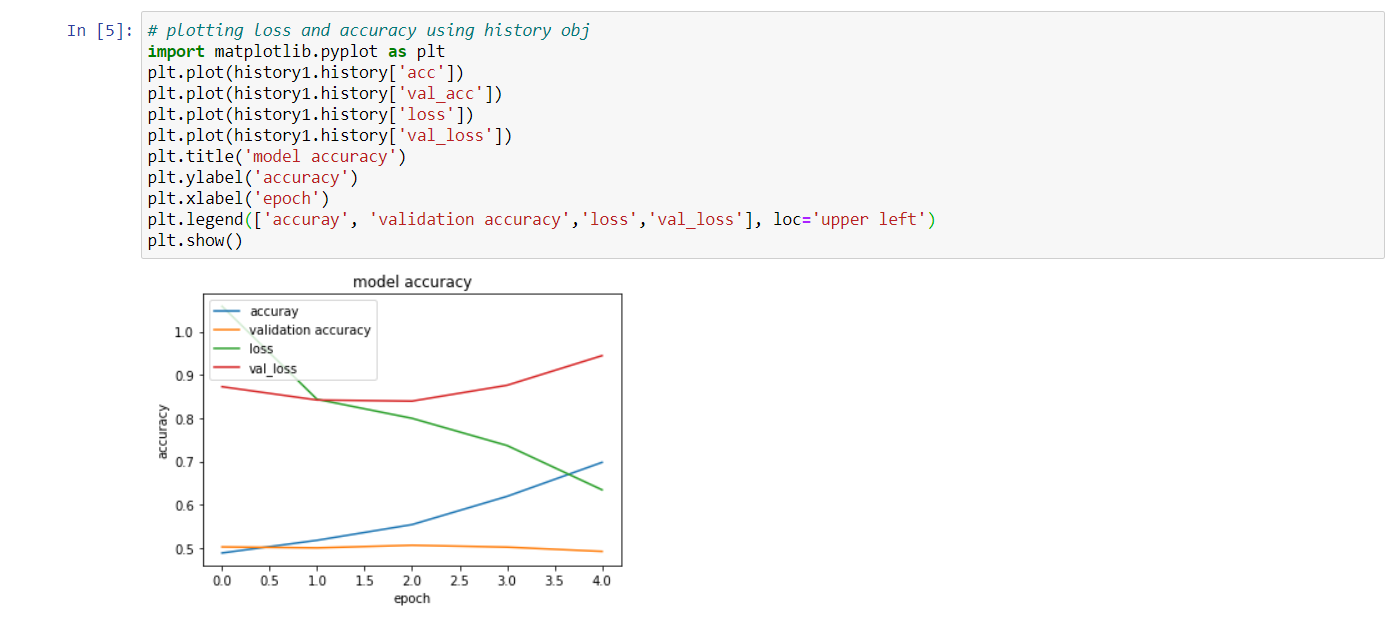 In [5]: # plotting loss and accuracy using history obj
import matplotlib.pyplot as plt
plt.plot(history1.history['acc'])
plt.plot(history1.history['val_acc'])
plt.plot(history1.history['loss'])
plt.plot(history1.history['val_loss'])
plt.title('model accuracy')
plt.ylabel('accuracy')
plt.xlabel('epoch')
plt.legend(['accuray', 'validation accuracy','loss','val_loss'], loc='upper left')
plt.show()
model accuracy
accuray
validation accuracy
loss
val_loss
1.0
0.9
0.8
0.7
0.6
0.5
accuracy
0.0 0.5 1.0 1.5 2.0 2.5 3.0 3.5 4.0
epoch